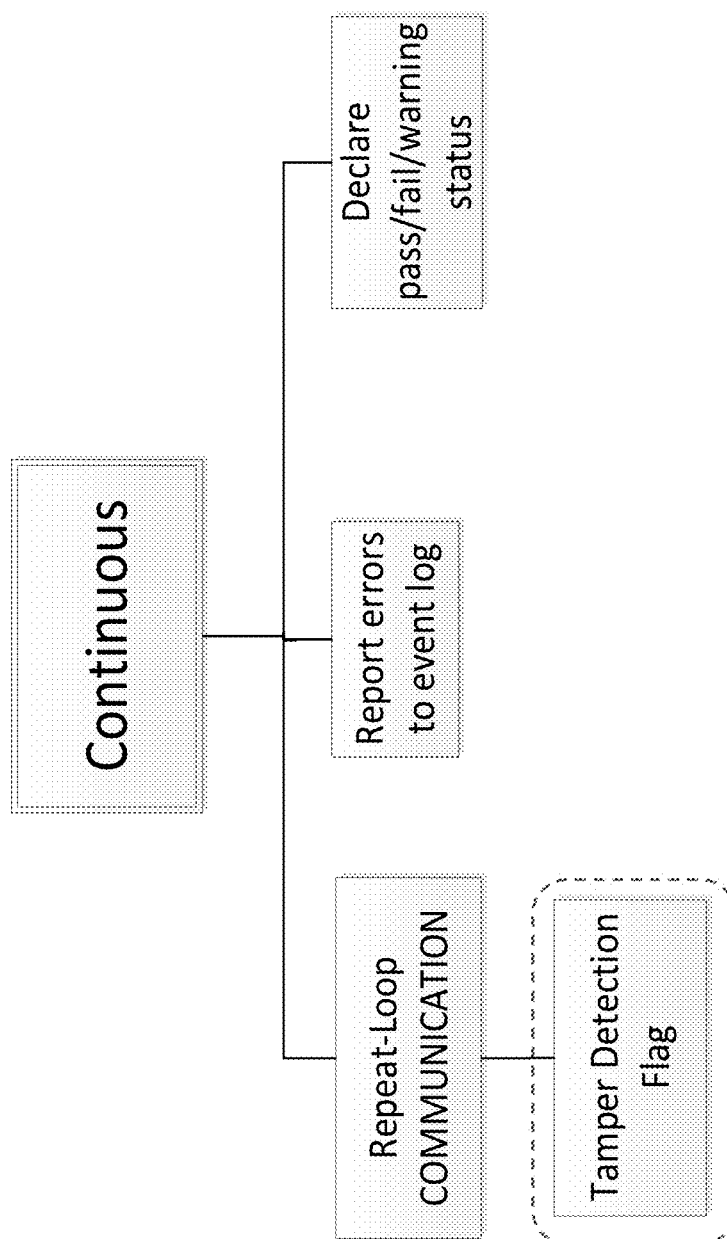 Continuous
Repeat-Loop
COMMUNICATION
Tamper Detection
Flag
Report errors
to event log
Declare
pass/fail/warning
status